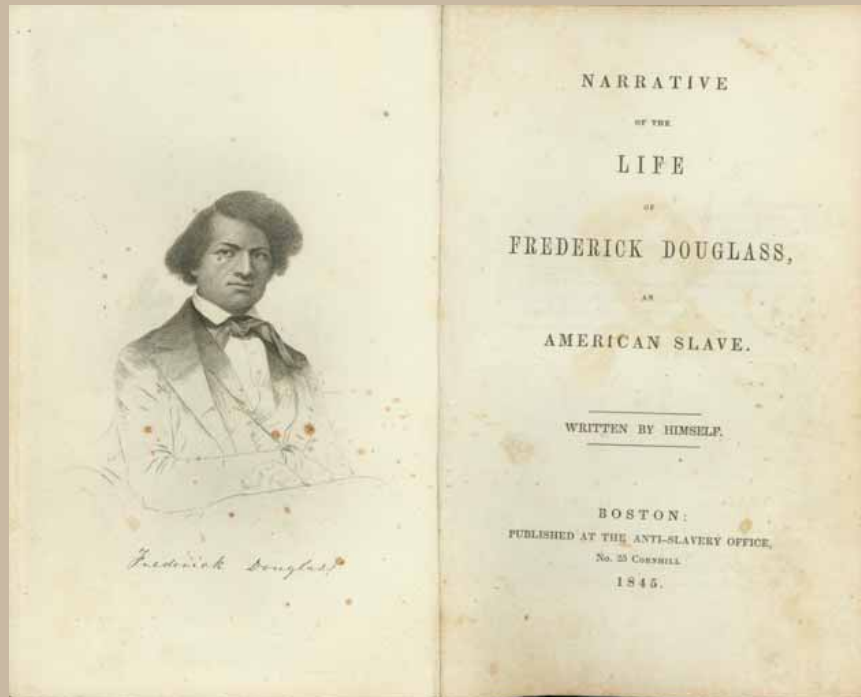 Frederick Douglass
NARRATIVE
OF THE
LIFE
OF
FREDERICK DOUGLASS,
AN
AMERICAN SLAVE.
WRITTEN BY HIMSELF.
BOSTON:
PUBLISHED AT THE ANTI-SLAVERY OFFICE,
No. 25 CORNHILL
1845.